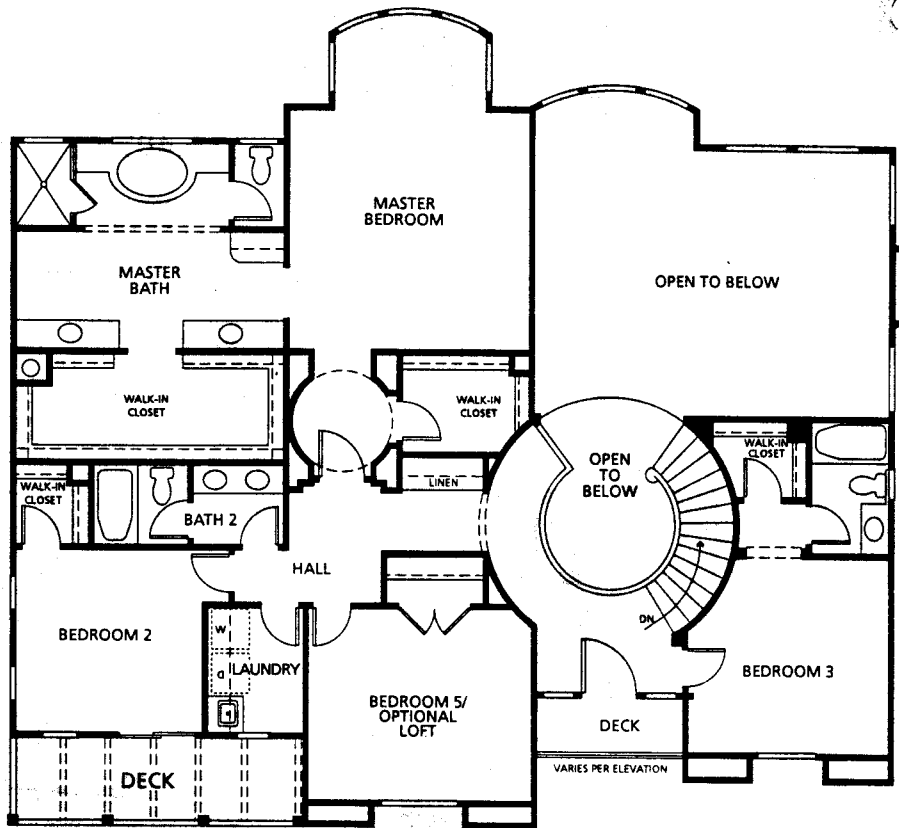 MASTER
BEDROOM
OPEN TO BELOW
MASTER
BATH
WALK-IN
CLOSET
WALK-IN
CLOSET
WALK-IN
CLOSET
OPEN
TO
BELOW
WALK-IN
CLOSET
LINEN
BATH 2
HALL
DN
BEDROOM 2
W
D
LAUNDRY
BEDROOM 3
BEDROOM 5/
OPTIONAL
LOFT
DECK
VARIES PER ELEVATION
DECK